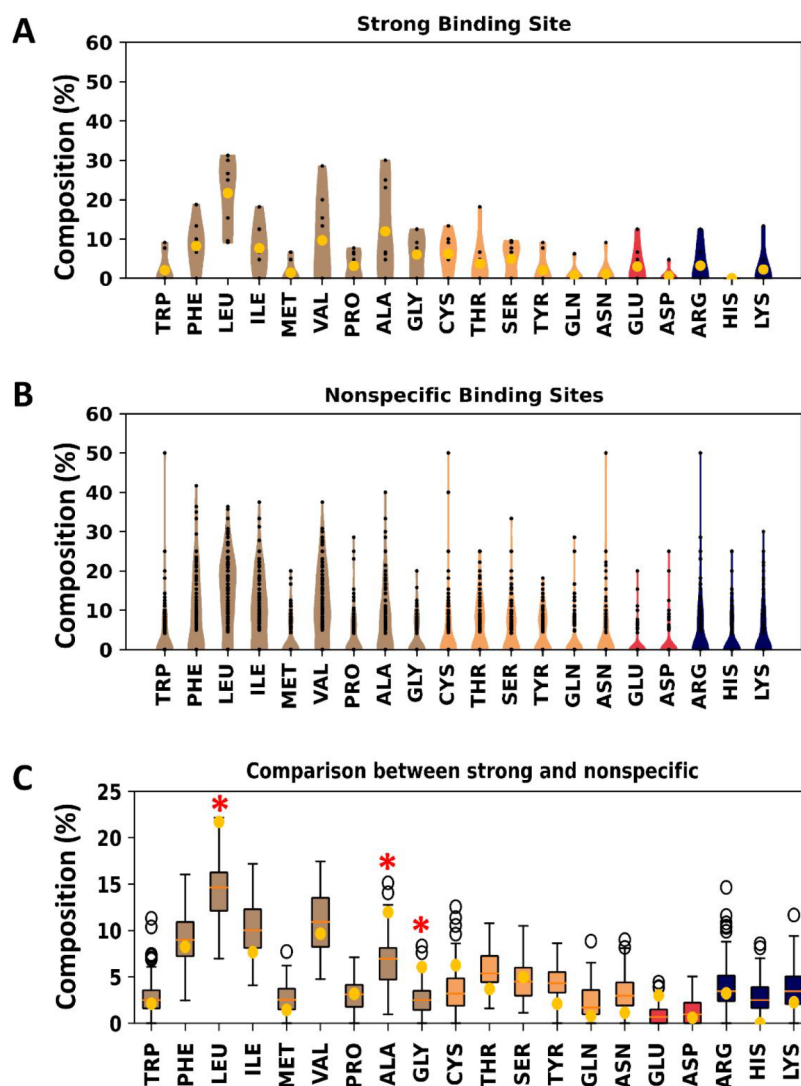 A
Strong Binding Site
Composition (%)
60
50
40
30
20
10
0
TRP PHE LEU ILE MET VAL PRO ALA GLY CYS THR SER TYR GLN ASN GLU ASP ARG HIS LYS
B
Nonspecific Binding Sites
Composition (%)
60
50
40
30
20
10
0
TRP PHE LEU ILE MET VAL PRO ALA GLY CYS THR SER TYR GLN ASN GLU ASP ARG HIS LYS
C
Comparison between strong and nonspecific
Composition (%)
25
20
15
10
5
0
* * *
TRP PHE LEU ILE MET VAL PRO ALA GLY CYS THR SER TYR GLN ASN GLU ASP ARG HIS LYS